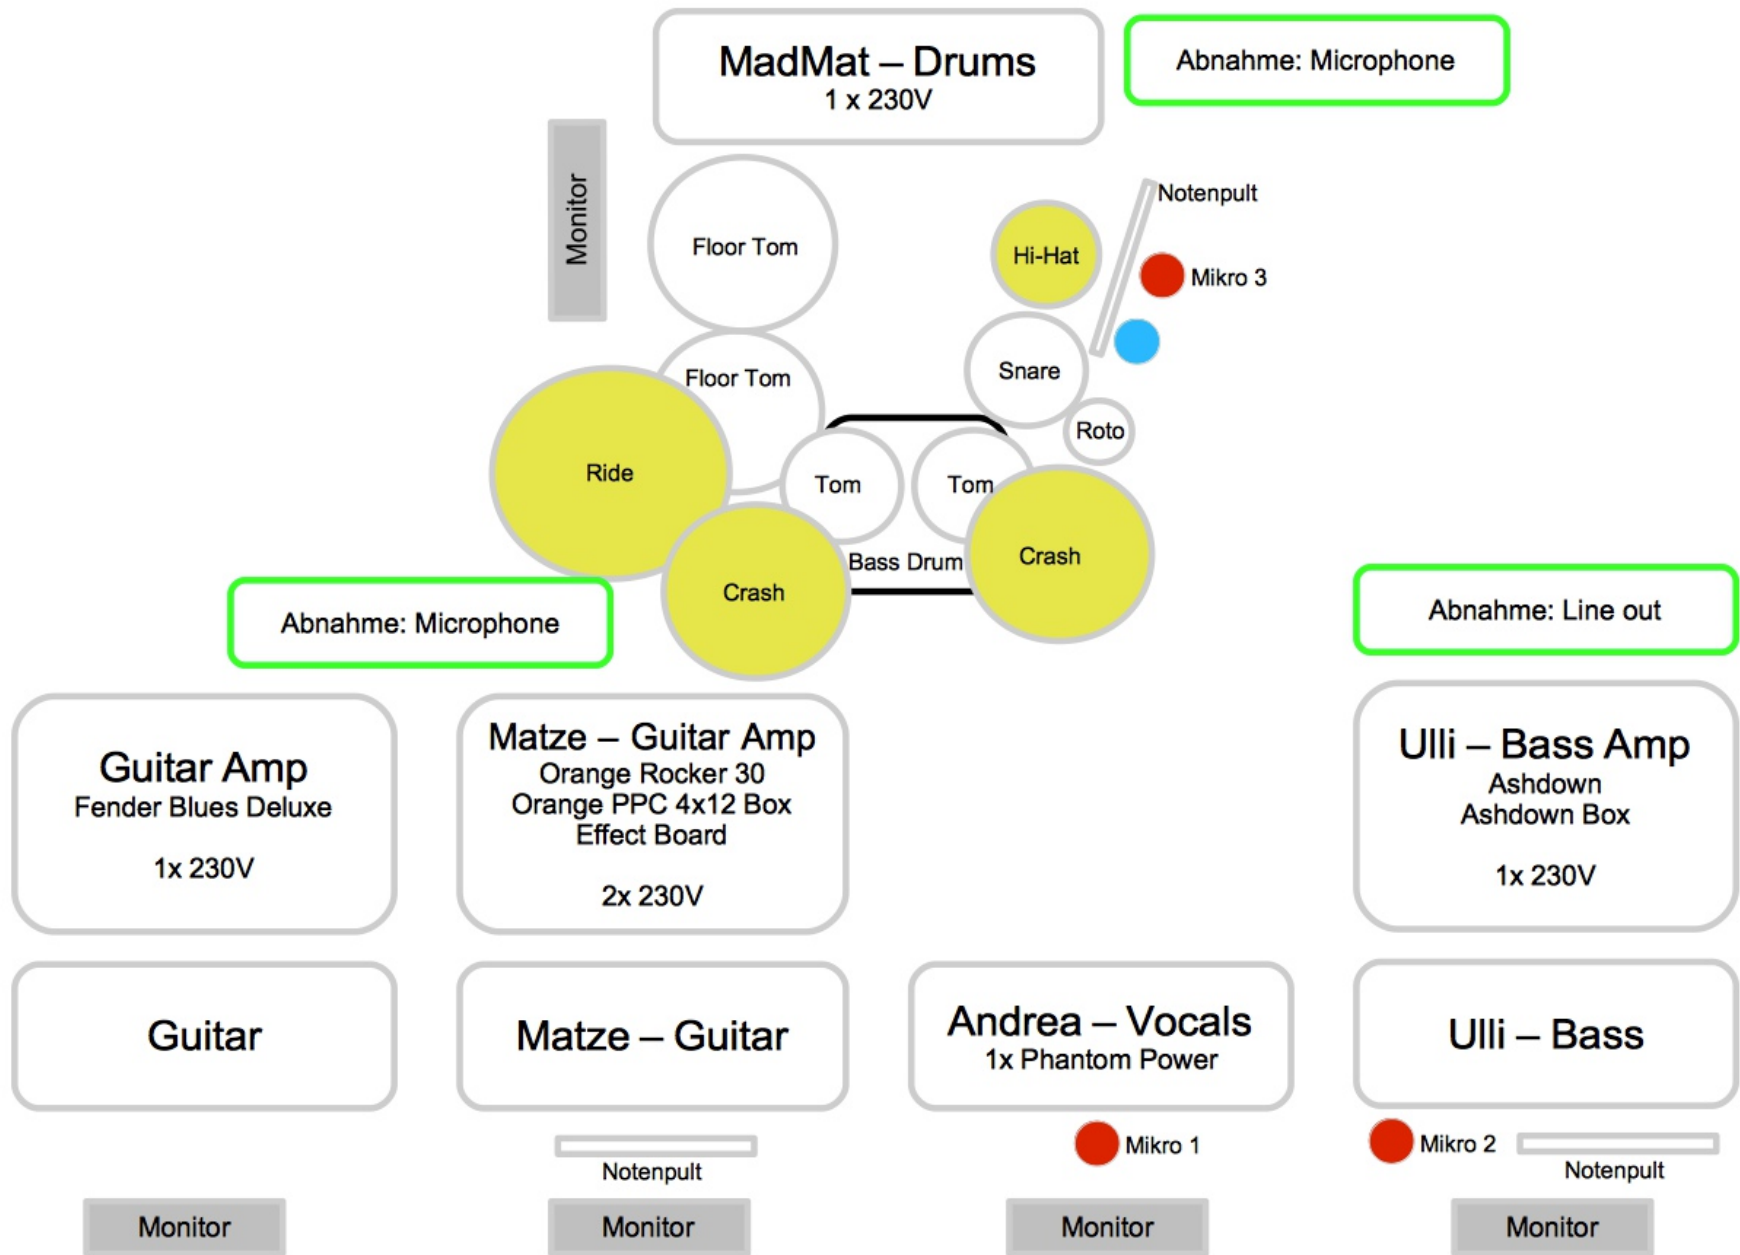 MadMat – Drums
1 x 230V
Abnahme: Microphone
Monitor
Floor Tom
Hi-Hat
Notenpult
Mikro 3
Floor Tom
Snare
Roto
Ride
Tom
Tom
Bass Drum
Crash
Crash
Abnahme: Microphone
Abnahme: Line out
Guitar Amp
Fender Blues Deluxe
1x 230V
Matze – Guitar Amp
Orange Rocker 30
Orange PPC 4x12 Box
Effect Board
2x 230V
Ulli – Bass Amp
Ashdown
Ashdown Box
1x 230V
Guitar
Matze – Guitar
Andrea – Vocals
1x Phantom Power
Ulli – Bass
Notenpult
Mikro 1
Mikro 2
Notenpult
Monitor
Monitor
Monitor
Monitor